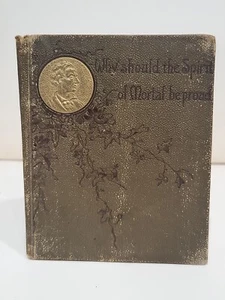 Why should the Spirit
of Mortal be proud